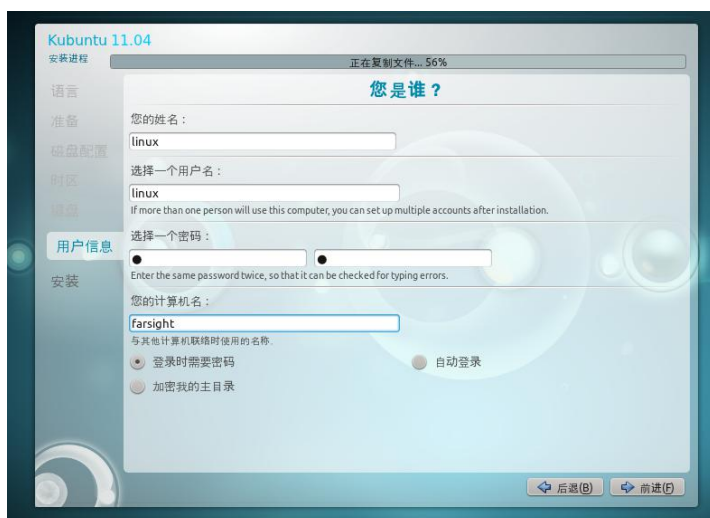 Kubuntu 11.04
安装进程
正在复制文件... 56%
语言
准备
磁盘配置
时区
键盘
用户信息
安装
您是谁？
您的姓名：
linux
选择一个用户名：
linux
If more than one person will use this computer, you can set up multiple accounts after installation.
选择一个密码：
Enter the same password twice, so that it can be checked for typing errors.
您的计算机名：
farsight
与其他计算机联络时使用的名称.
登录时需要密码
自动登录
加密我的主目录
后退(B)
前进(F)